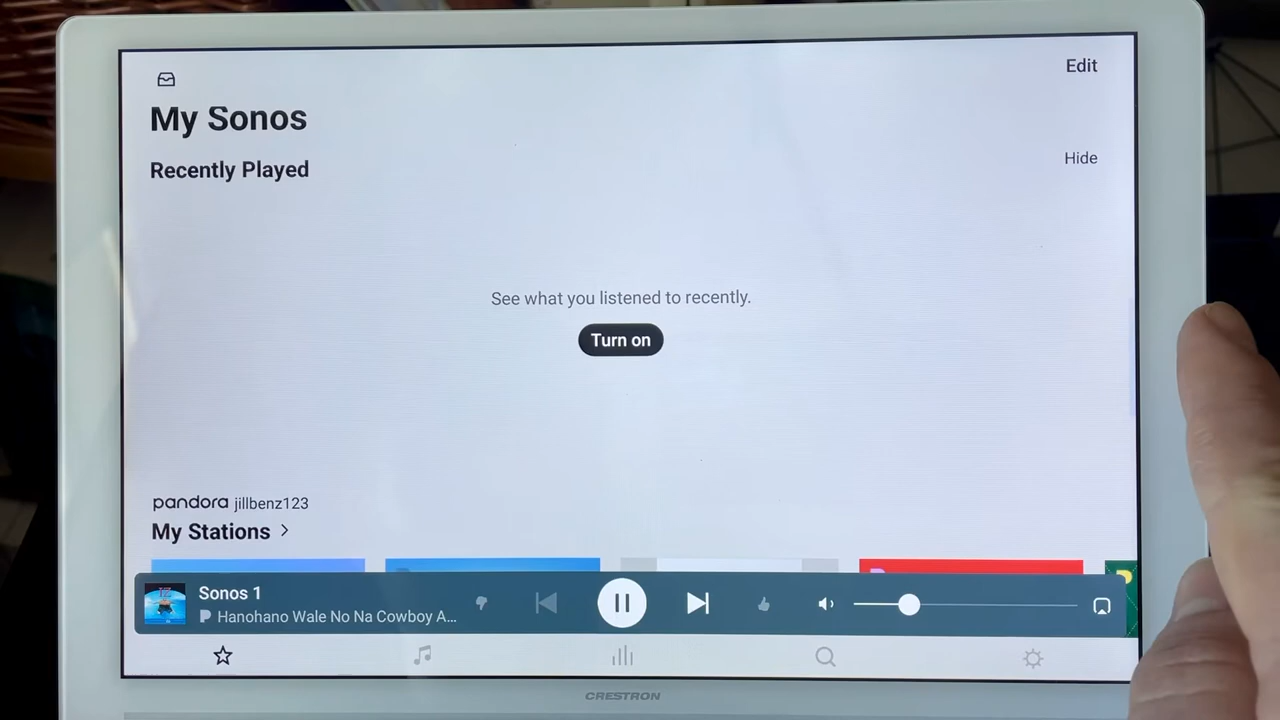 Edit
My Sonos
Recently Played
Hide
See what you listened to recently.
Turn on
pandora jillbenz123
My Stations >
Sonos 1
Hanohano Wale No Na Cowboy A...
CRESTRON